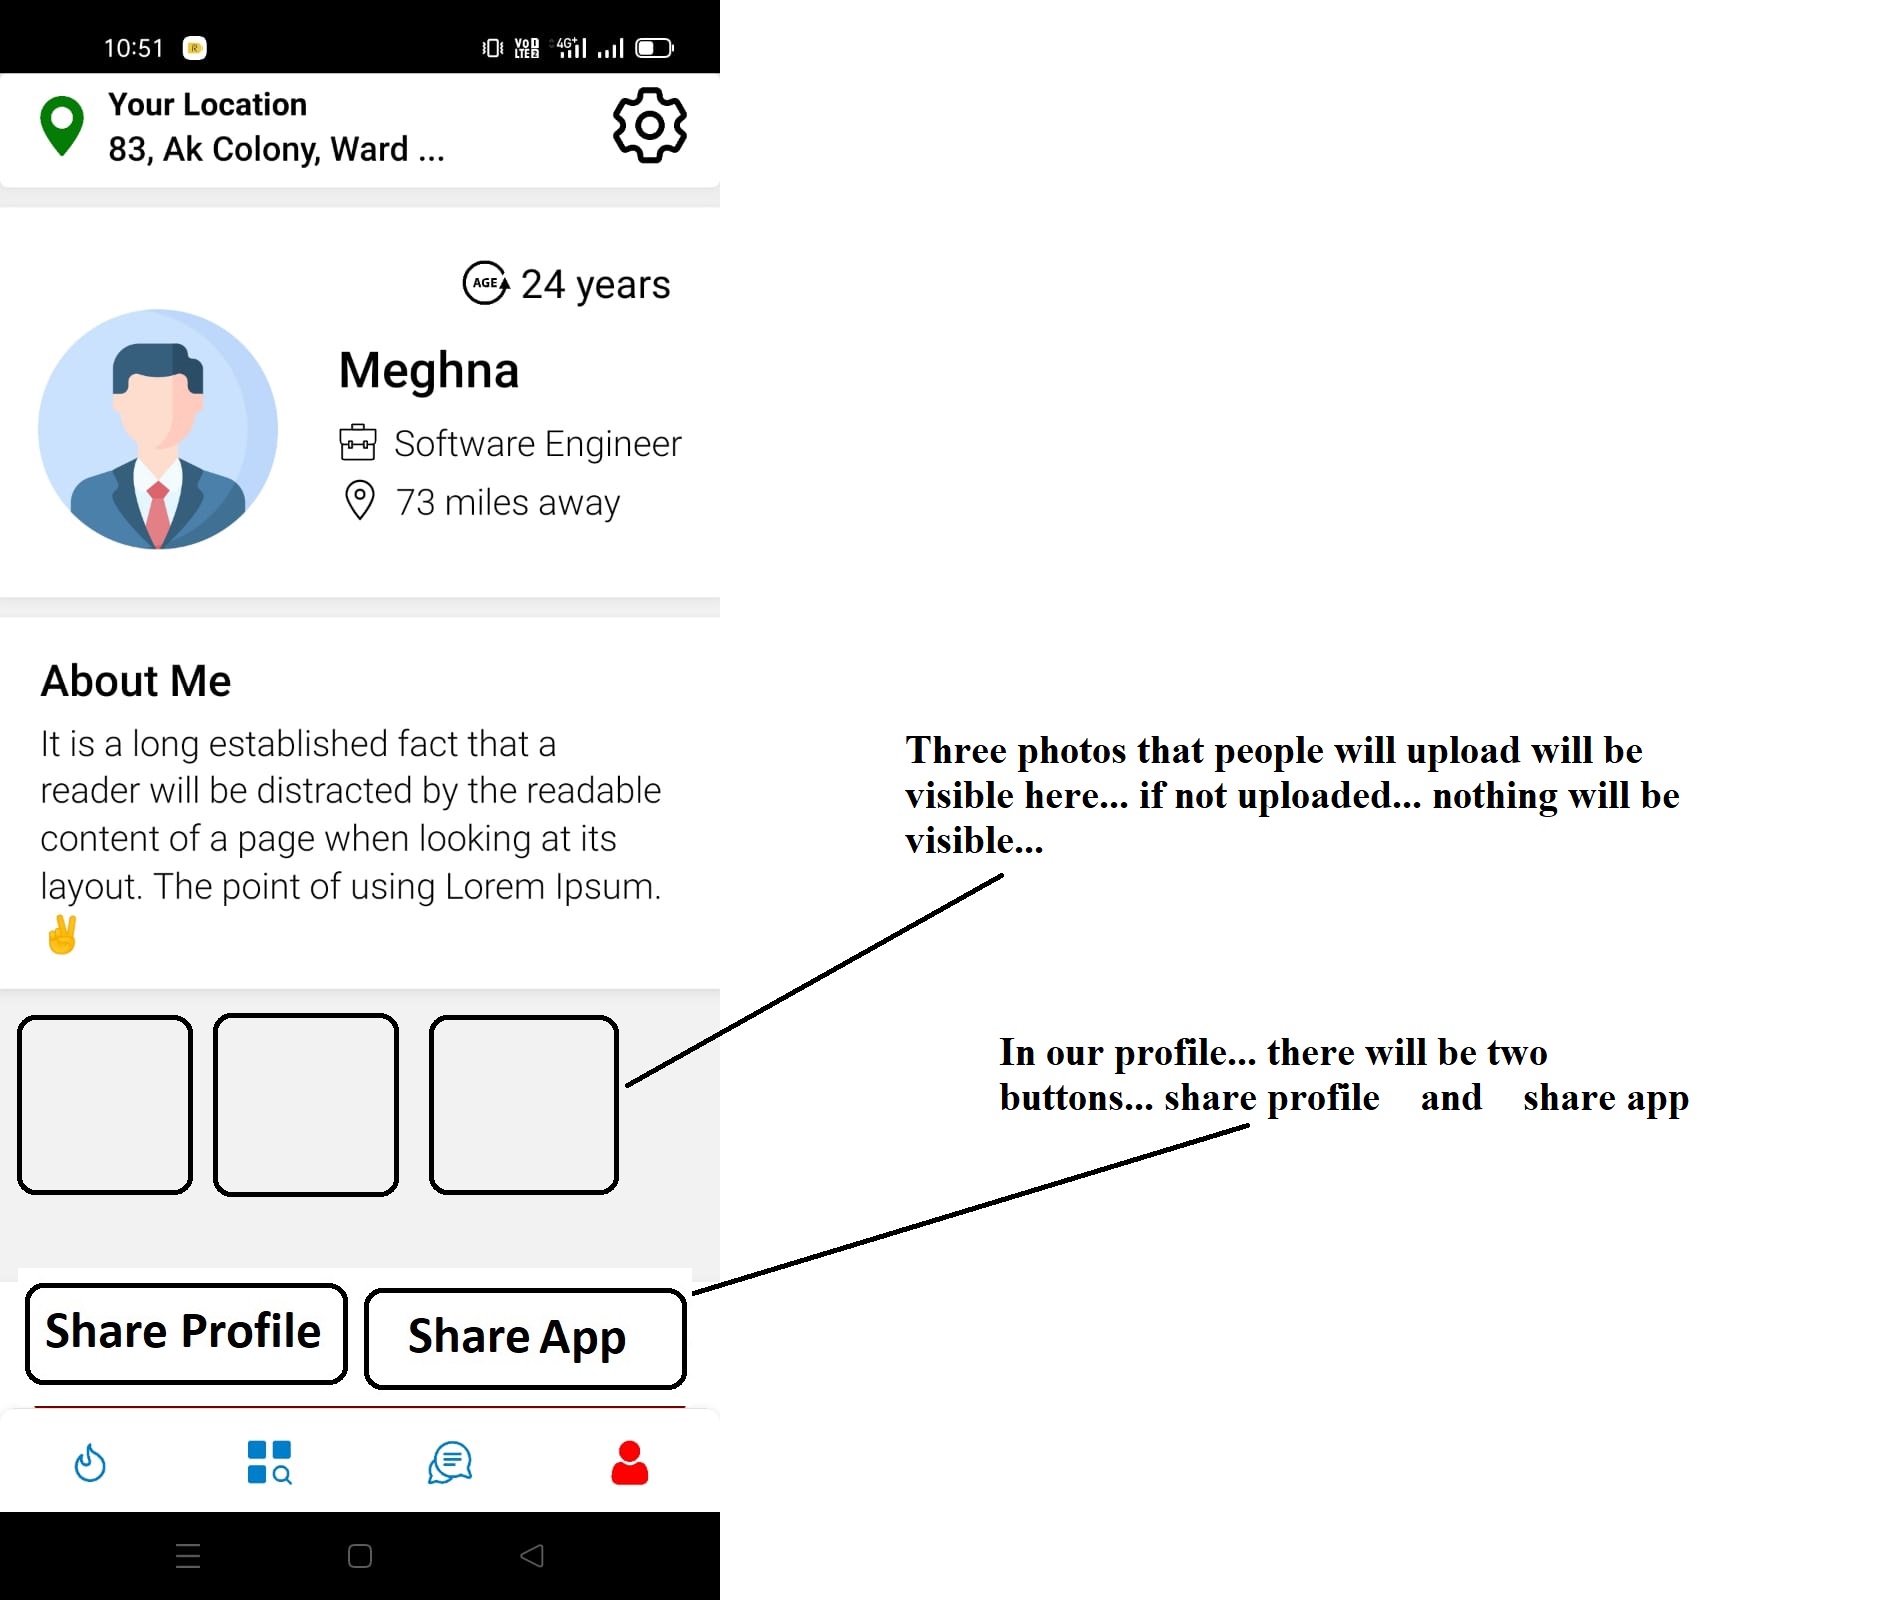 10:51
R
VoD LTE2 4G+
Your Location
83, Ak Colony, Ward ...
AGE 24 years
Meghna
Software Engineer
73 miles away
About Me
It is a long established fact that a
reader will be distracted by the readable
content of a page when looking at its
layout. The point of using Lorem Ipsum.
✌️
Three photos that people will upload will be
visible here... if not uploaded... nothing will be
visible...
In our profile... there will be two
buttons... share profile and share app
Share Profile
Share App